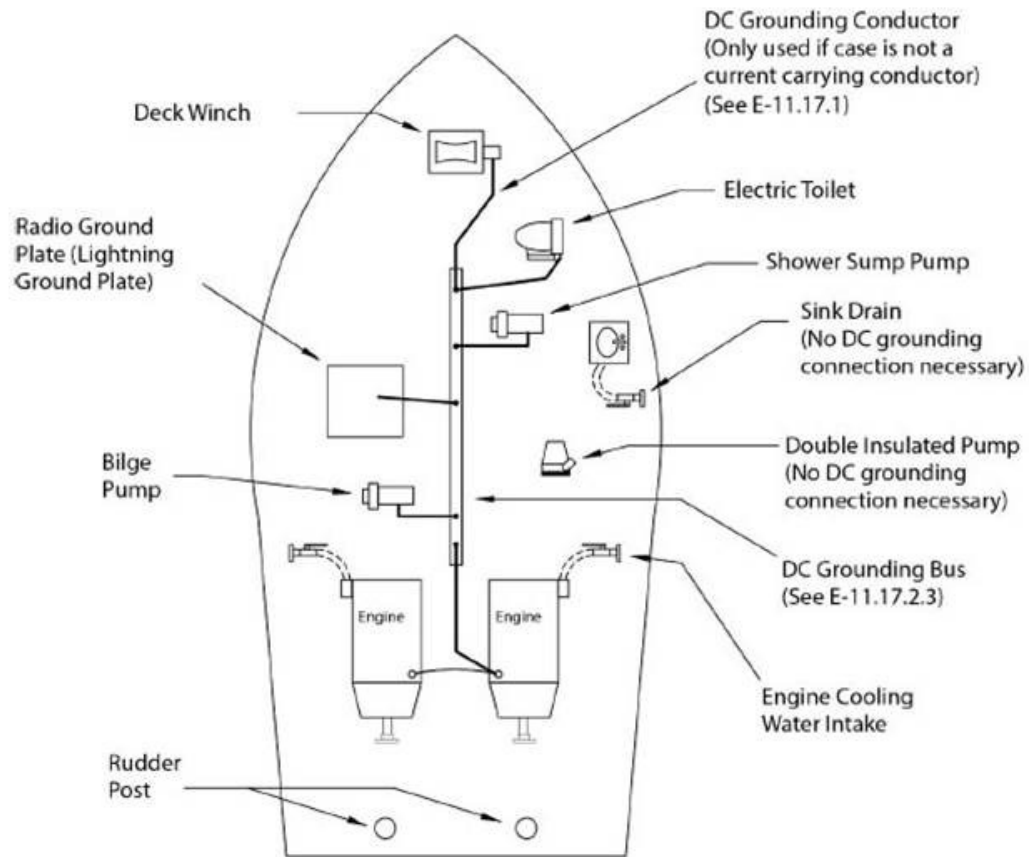 DC Grounding Conductor
(Only used if case is not a
current carrying conductor)
(See E-11.17.1)
Deck Winch
Electric Toilet
Radio Ground
Plate (Lightning
Ground Plate)
Shower Sump Pump
Sink Drain
(No DC grounding
connection necessary)
Double Insulated Pump
(No DC grounding
connection necessary)
Bilge
Pump
DC Grounding Bus
(See E-11.17.2.3)
Engine
Engine
Engine Cooling
Water Intake
Rudder
Post